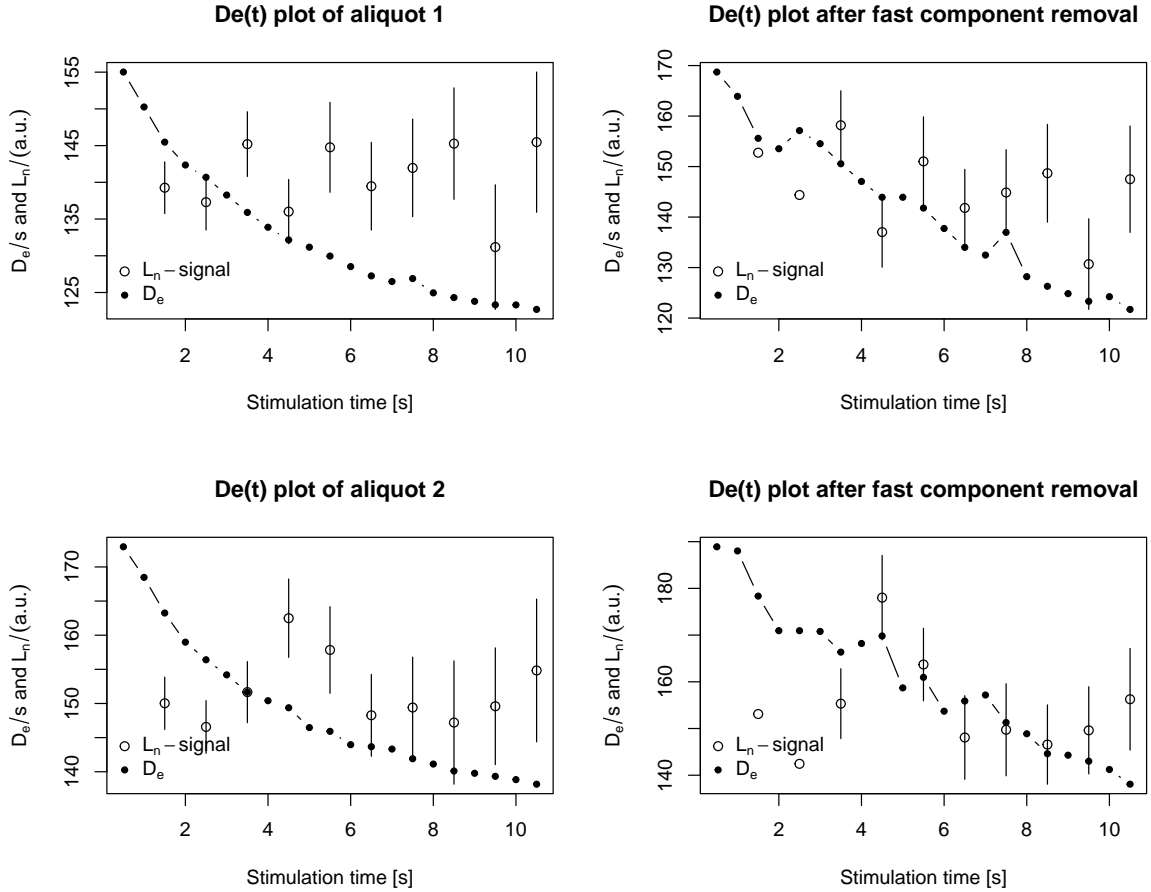 De(t) plot of aliquot 1
De/s and Ln/(a.u.)
155
145
135
125
Ln−signal
De
2 4 6 8 10
Stimulation time [s]
De(t) plot after fast component removal
De/s and Ln/(a.u.)
170
160
150
140
130
120
Ln−signal
De
2 4 6 8 10
Stimulation time [s]
De(t) plot of aliquot 2
De/s and Ln/(a.u.)
170
160
150
140
Ln−signal
De
2 4 6 8 10
Stimulation time [s]
De(t) plot after fast component removal
De/s and Ln/(a.u.)
180
160
140
Ln−signal
De
2 4 6 8 10
Stimulation time [s]